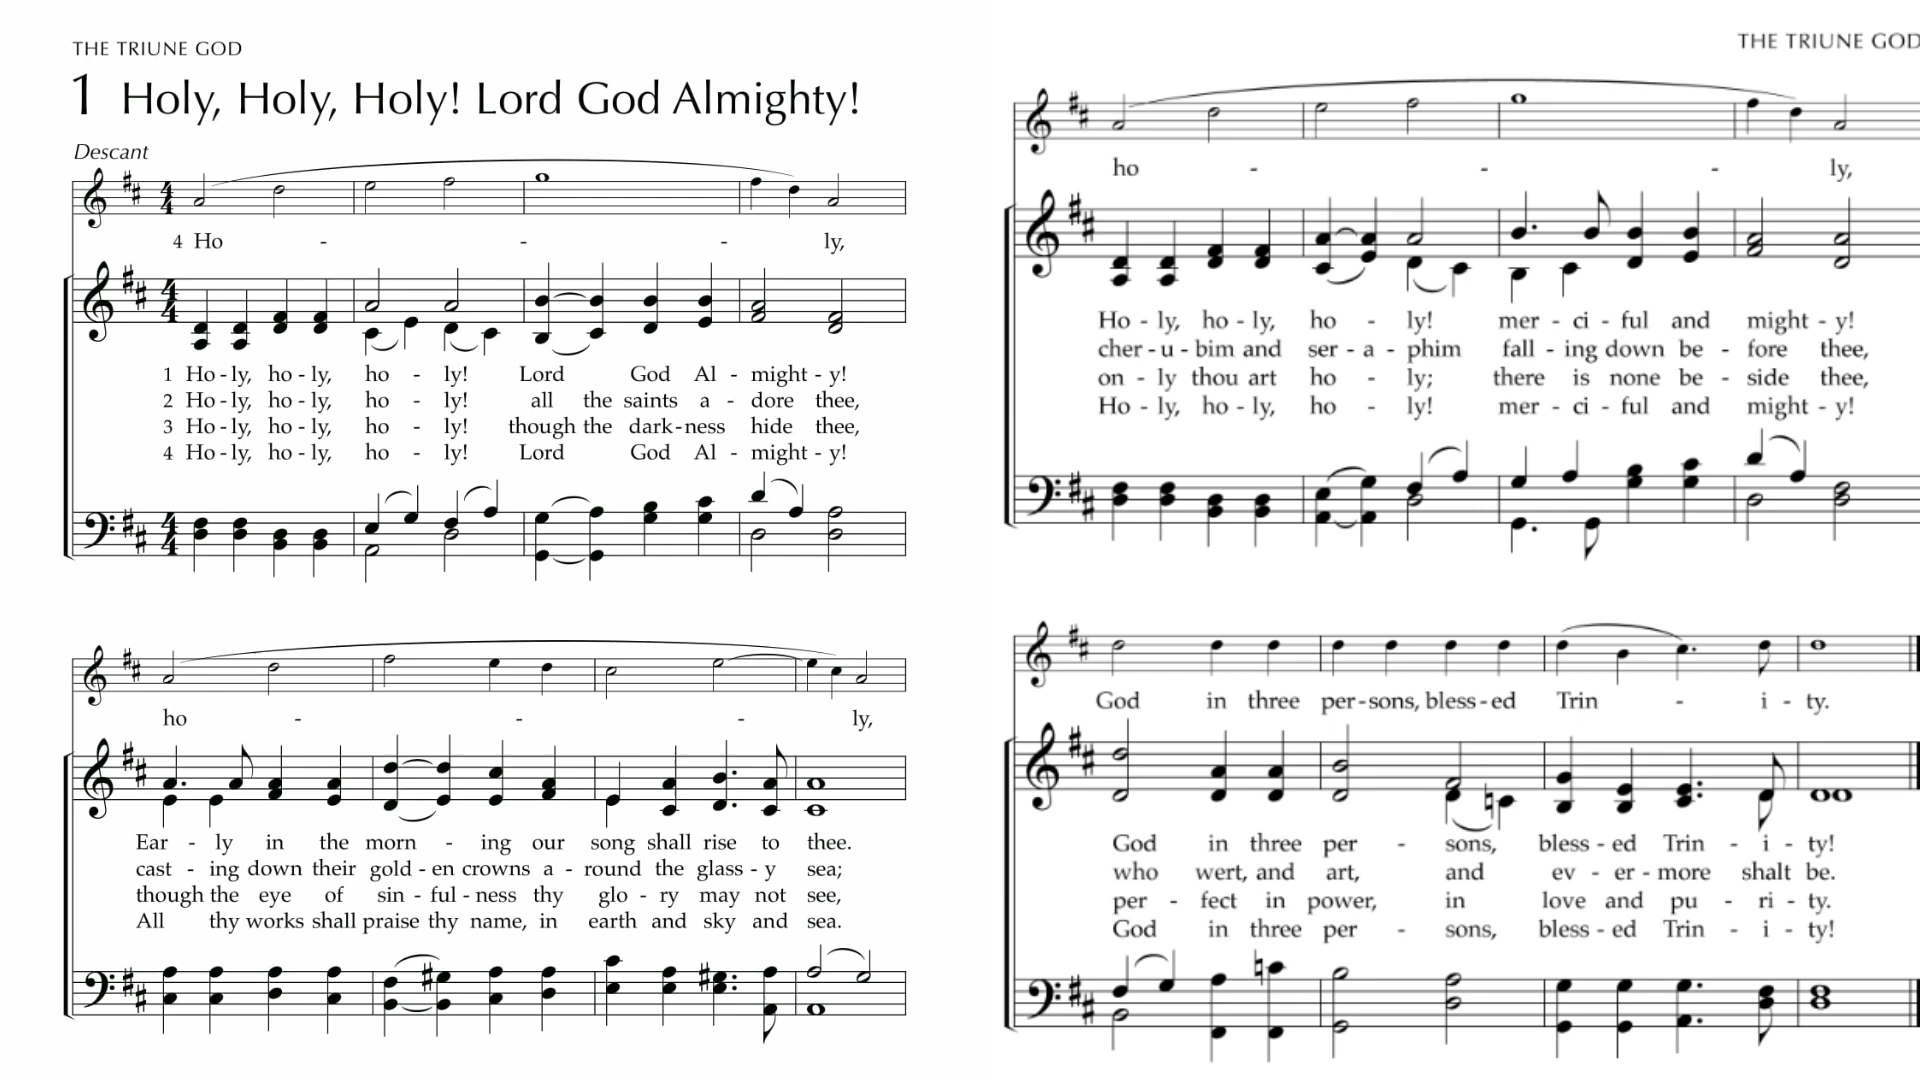 THE TRIUNE GOD
1 Holy, Holy, Holy! Lord God Almighty!
Descant
4 Ho - - - ly,
1 Ho - ly, ho - ly, ho - ly! Lord God Al - might - y!
2 Ho - ly, ho - ly, ho - ly! all the saints a - dore thee,
3 Ho - ly, ho - ly, ho - ly! though the dark - ness hide thee,
4 Ho - ly, ho - ly, ho - ly! Lord God Al - might - y!
ho - - - ly,
Ear - ly in the morn - ing our song shall rise to thee.
cast - ing down their gold - en crowns a - round the glass - y sea;
though the eye of sin - ful - ness thy glo - ry may not see,
All thy works shall praise thy name, in earth and sky and sea.
THE TRIUNE GOD
ho - - - ly,
Ho - ly, ho - ly, ho - ly! mer - ci - ful and might - y!
cher - u - bim and ser - a - phim fall - ing down be - fore thee,
on - ly thou art ho - ly; there is none be - side thee,
Ho - ly, ho - ly, ho - ly! mer - ci - ful and might - y!
God in three per - sons, bless - ed Trin - i - ty.
God in three per - sons, bless - ed Trin - i - ty!
who wert, and art, and ev - er - more shalt be.
per - fect in power, in love and pu - ri - ty.
God in three per - sons, bless - ed Trin - i - ty!